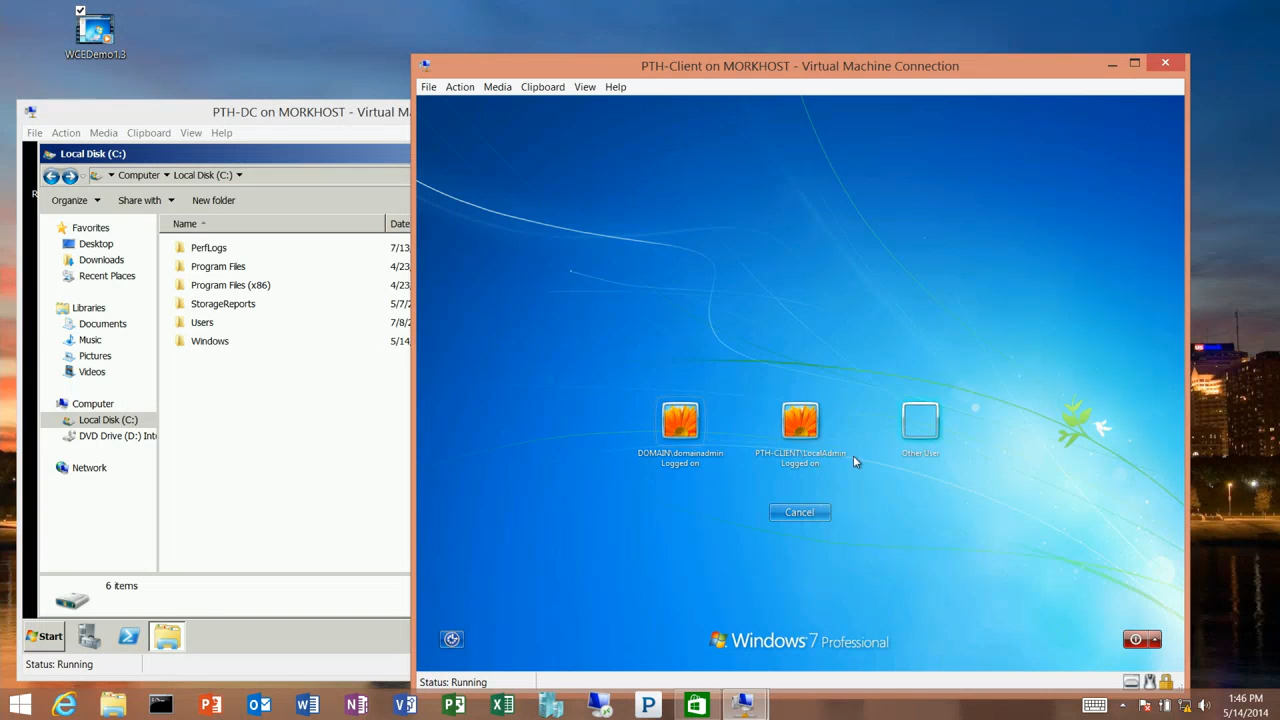 WCEDemo1.3
PTH-DC on MORKHOST - Virtual M
File Action Media Clipboard View Help
Local Disk (C:)
Computer Local Disk (C:)
Organize Share with New folder
Favorites
Desktop
Downloads
Recent Places
Libraries
Documents
Music
Pictures
Videos
Computer
Local Disk (C:)
DVD Drive (D:) Int
Network
Name Date
PerfLogs 7/13,
Program Files 4/23,
Program Files (x86) 4/23,
StorageReports 5/7/2
Users 7/8/2
Windows 5/14,
6 items
Start
Status: Running
PTH-Client on MORKHOST - Virtual Machine Connection
File Action Media Clipboard View Help
DOMAIN\domainadmin
Logged on
PTH-CLIENT\LocalAdmin
Logged on
Other User
Cancel
Windows 7 Professional
Status: Running
1:46 PM
5/14/2014